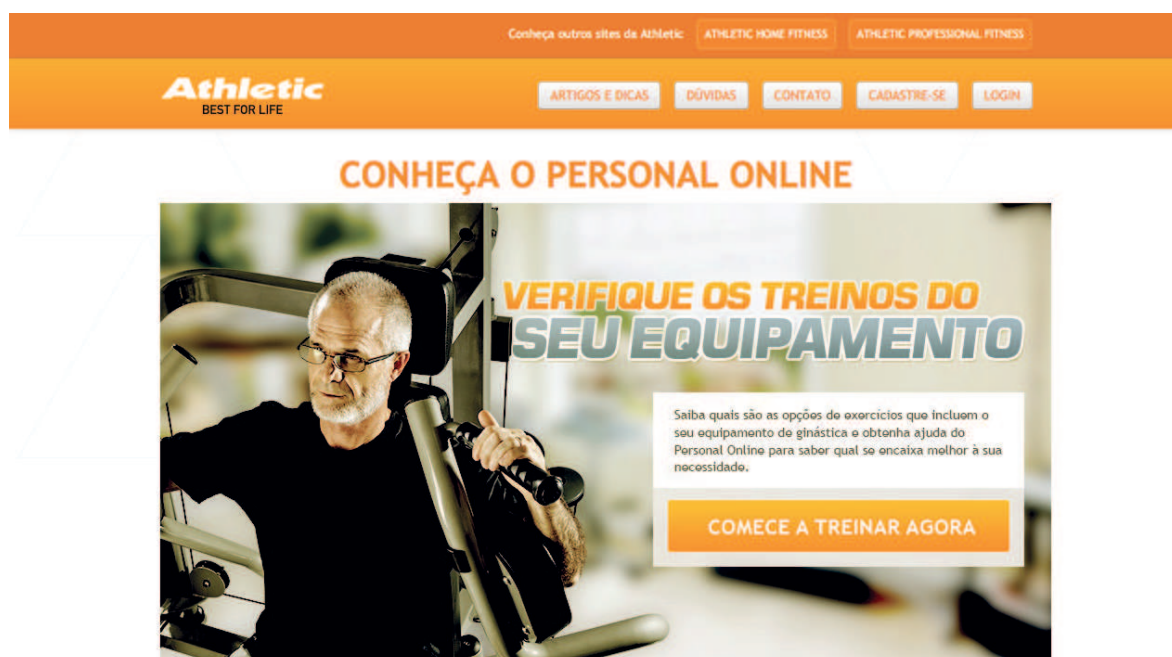 Conheça outros sites da Athletic ATHLETIC HOME FITNESS ATHLETIC PROFESSIONAL FITNESS
Athletic
BEST FOR LIFE
ARTIGOS E DICAS DÚVIDAS CONTATO CADASTRE-SE LOGIN
CONHEÇA O PERSONAL ONLINE
VERIFIQUE OS TREINOS DO
SEU EQUIPAMENTO
Saiba quais são as opções de exercícios que incluem o
seu equipamento de ginástica e obtenha ajuda do
Personal Online para saber qual se encaixa melhor à sua
necessidade.
COMECE A TREINAR AGORA